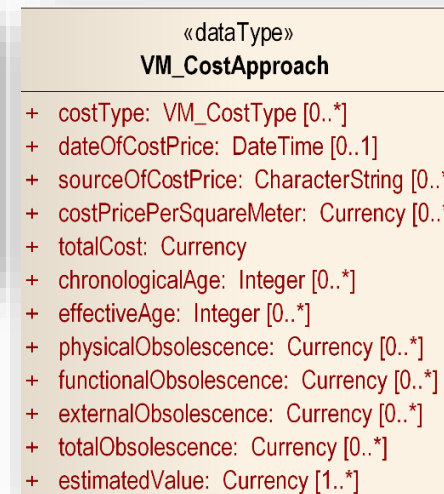 «dataType»
VM_CostApproach
+ costType: VM_CostType [0..*]
+ dateOfCostPrice: DateTime [0..1]
+ sourceOfCostPrice: CharacterString [0..*
+ costPricePerSquareMeter: Currency [0..*
+ totalCost: Currency
+ chronologicalAge: Integer [0..*]
+ effectiveAge: Integer [0..*]
+ physicalObsolescence: Currency [0..*]
+ functionalObsolescence: Currency [0..*]
+ externalObsolescence: Currency [0..*]
+ totalObsolescence: Currency [0..*]
+ estimatedValue: Currency [1..*]